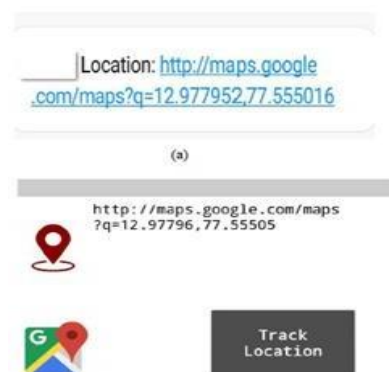 Location: http://maps.google
.com/maps?q=12.977952,77.555016
(a)
http://maps.google.com/maps
?q=12.97796,77.55505
G
Track
Location